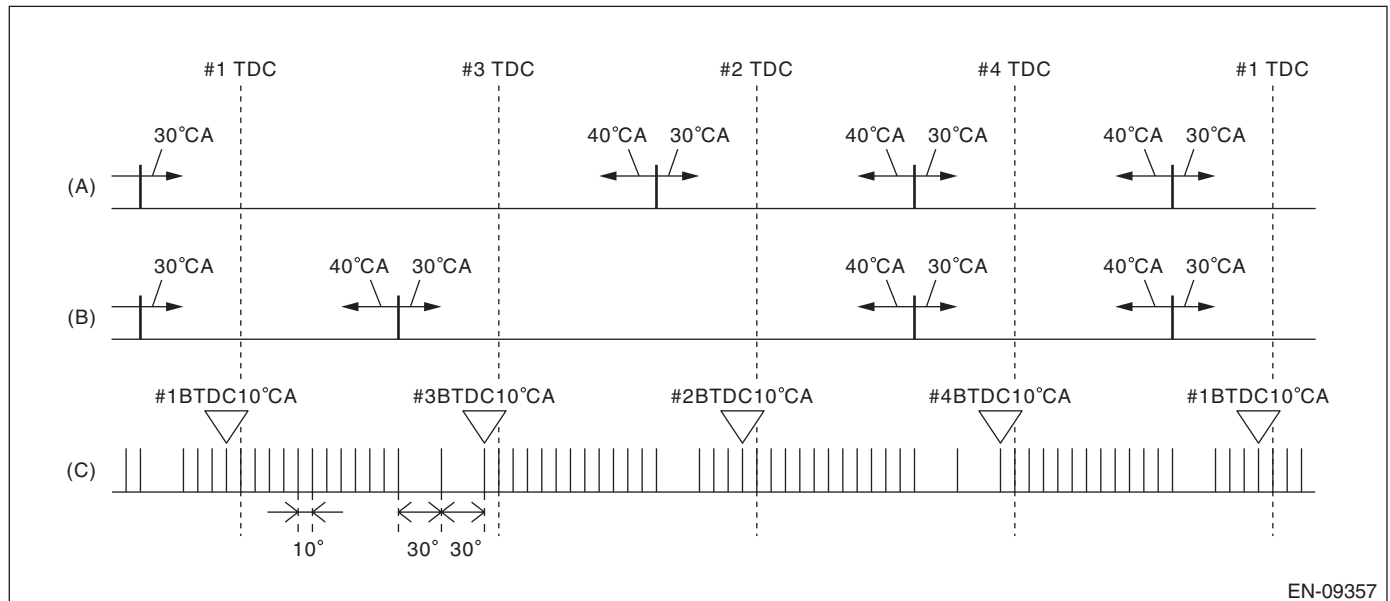 #1 TDC #3 TDC #2 TDC #4 TDC #1 TDC
30°CA 40°CA 30°CA 40°CA 30°CA 40°CA 30°CA
(A)
30°CA 40°CA 30°CA 40°CA 30°CA 40°CA 30°CA
(B)
#1BTDC10°CA #3BTDC10°CA #2BTDC10°CA #4BTDC10°CA #1BTDC10°CA
(C)
10° 30° 30°
EN-09357